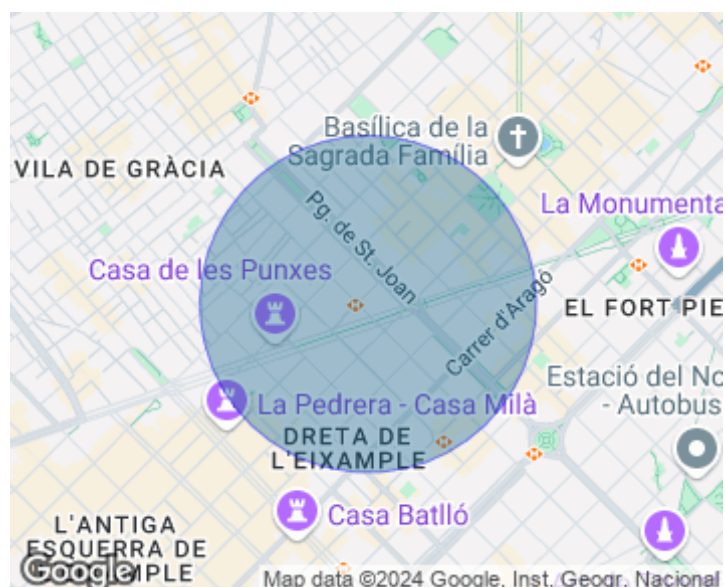 Basílica de la
Sagrada Família
VILA DE GRÀCIA
Pg. de St. Joan
La Monumenta
Casa de les Punxes
Carrer d'Aragó
EL FORT PIE
Estació del No
- Autobus
La Pedrera - Casa Milà
DRETA DE
L'EIXAMPLE
Casa Batlló
L'ANTIGA
ESQUERRA DE
Google
Map data ©2024 Google, Inst. Geogr. Nacional